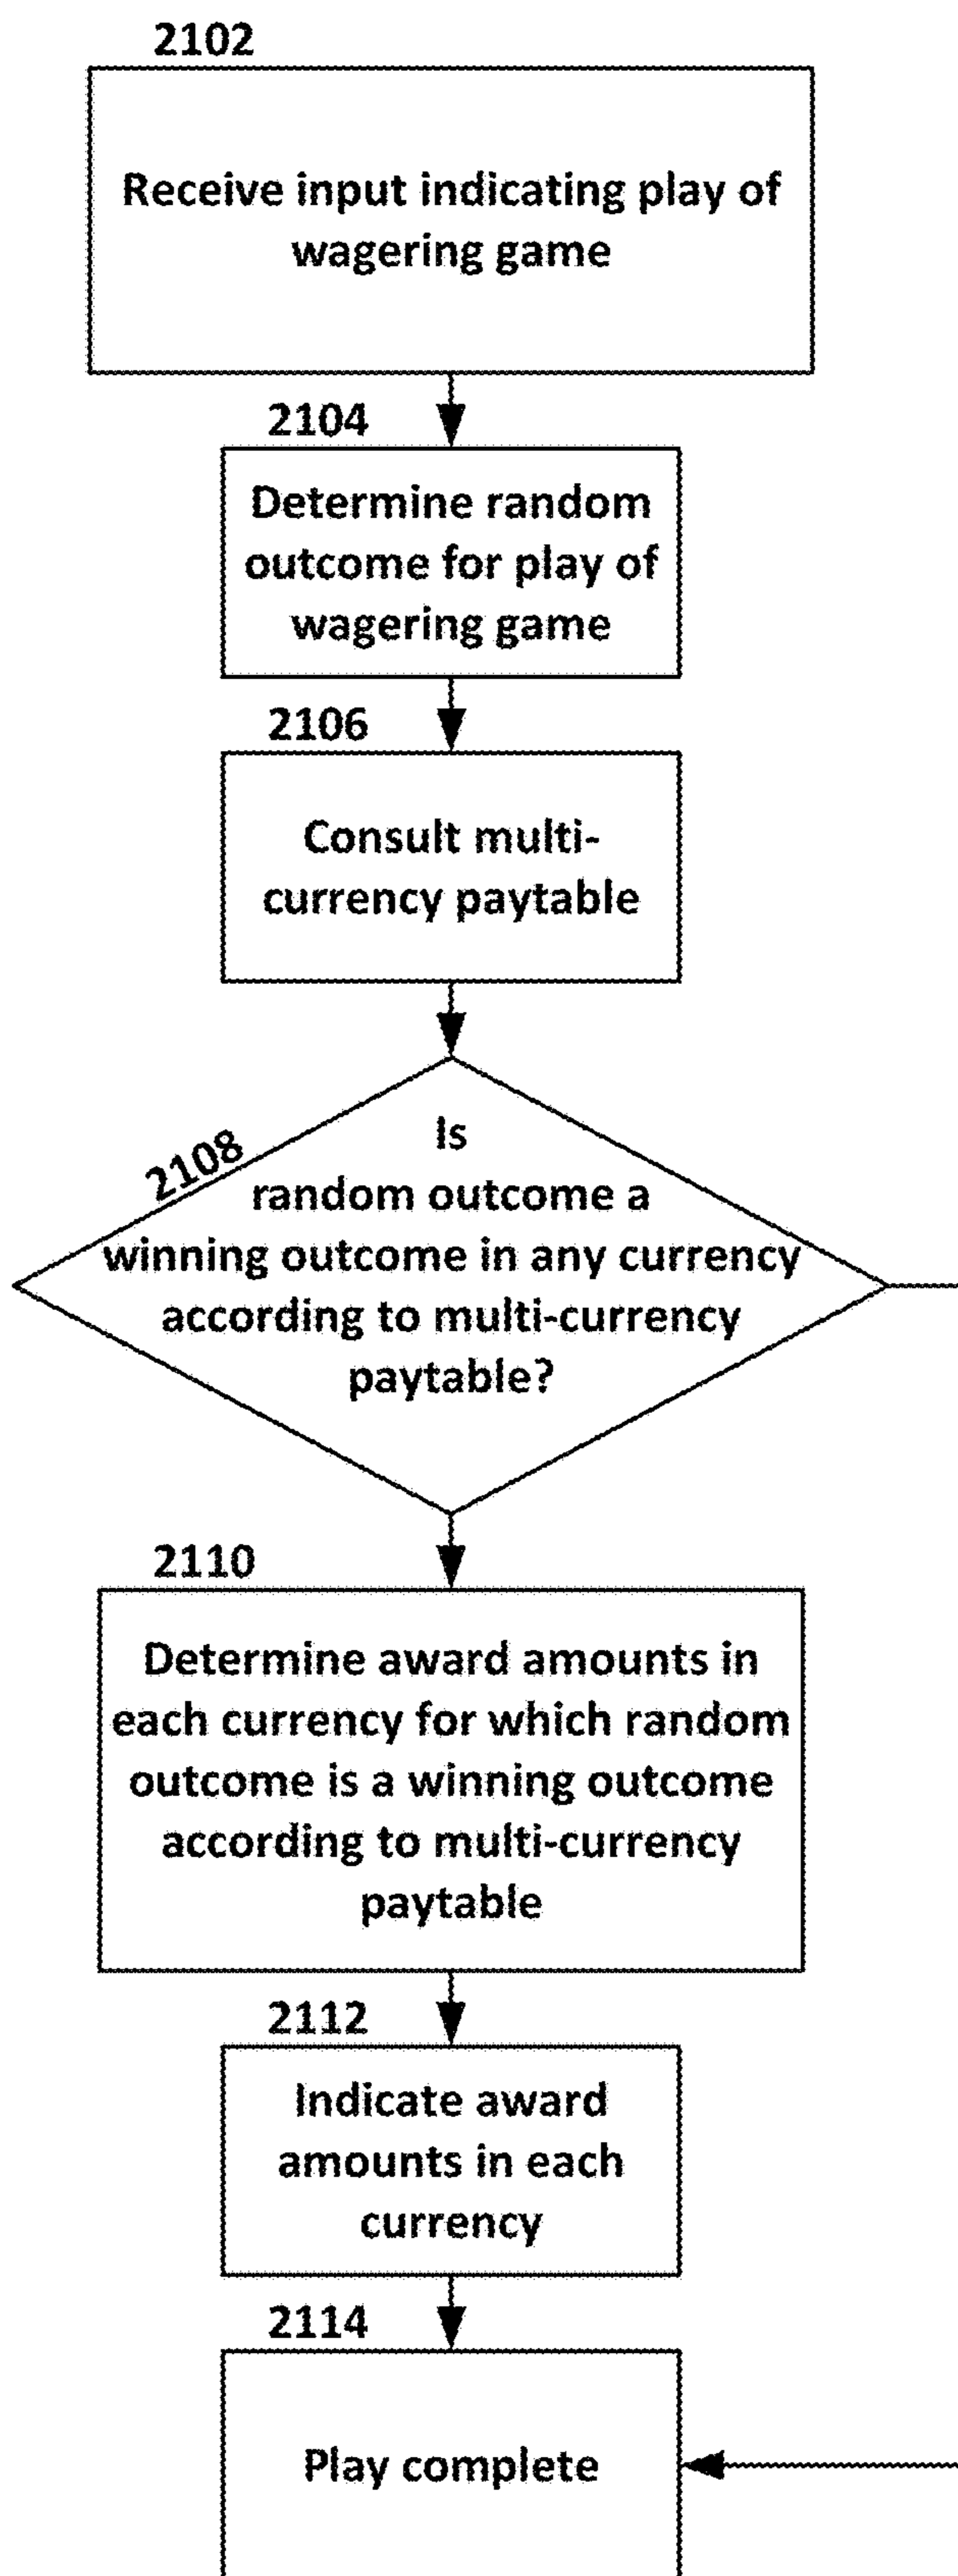 2102
Receive input indicating play of
wagering game
2104
Determine random
outcome for play of
wagering game
2106
Consult multi-
currency paytable
2108
Is
random outcome a
winning outcome in any currency
according to multi-currency
paytable?
2110
Determine award amounts in
each currency for which random
outcome is a winning outcome
according to multi-currency
paytable
2112
Indicate award
amounts in each
currency
2114
Play complete